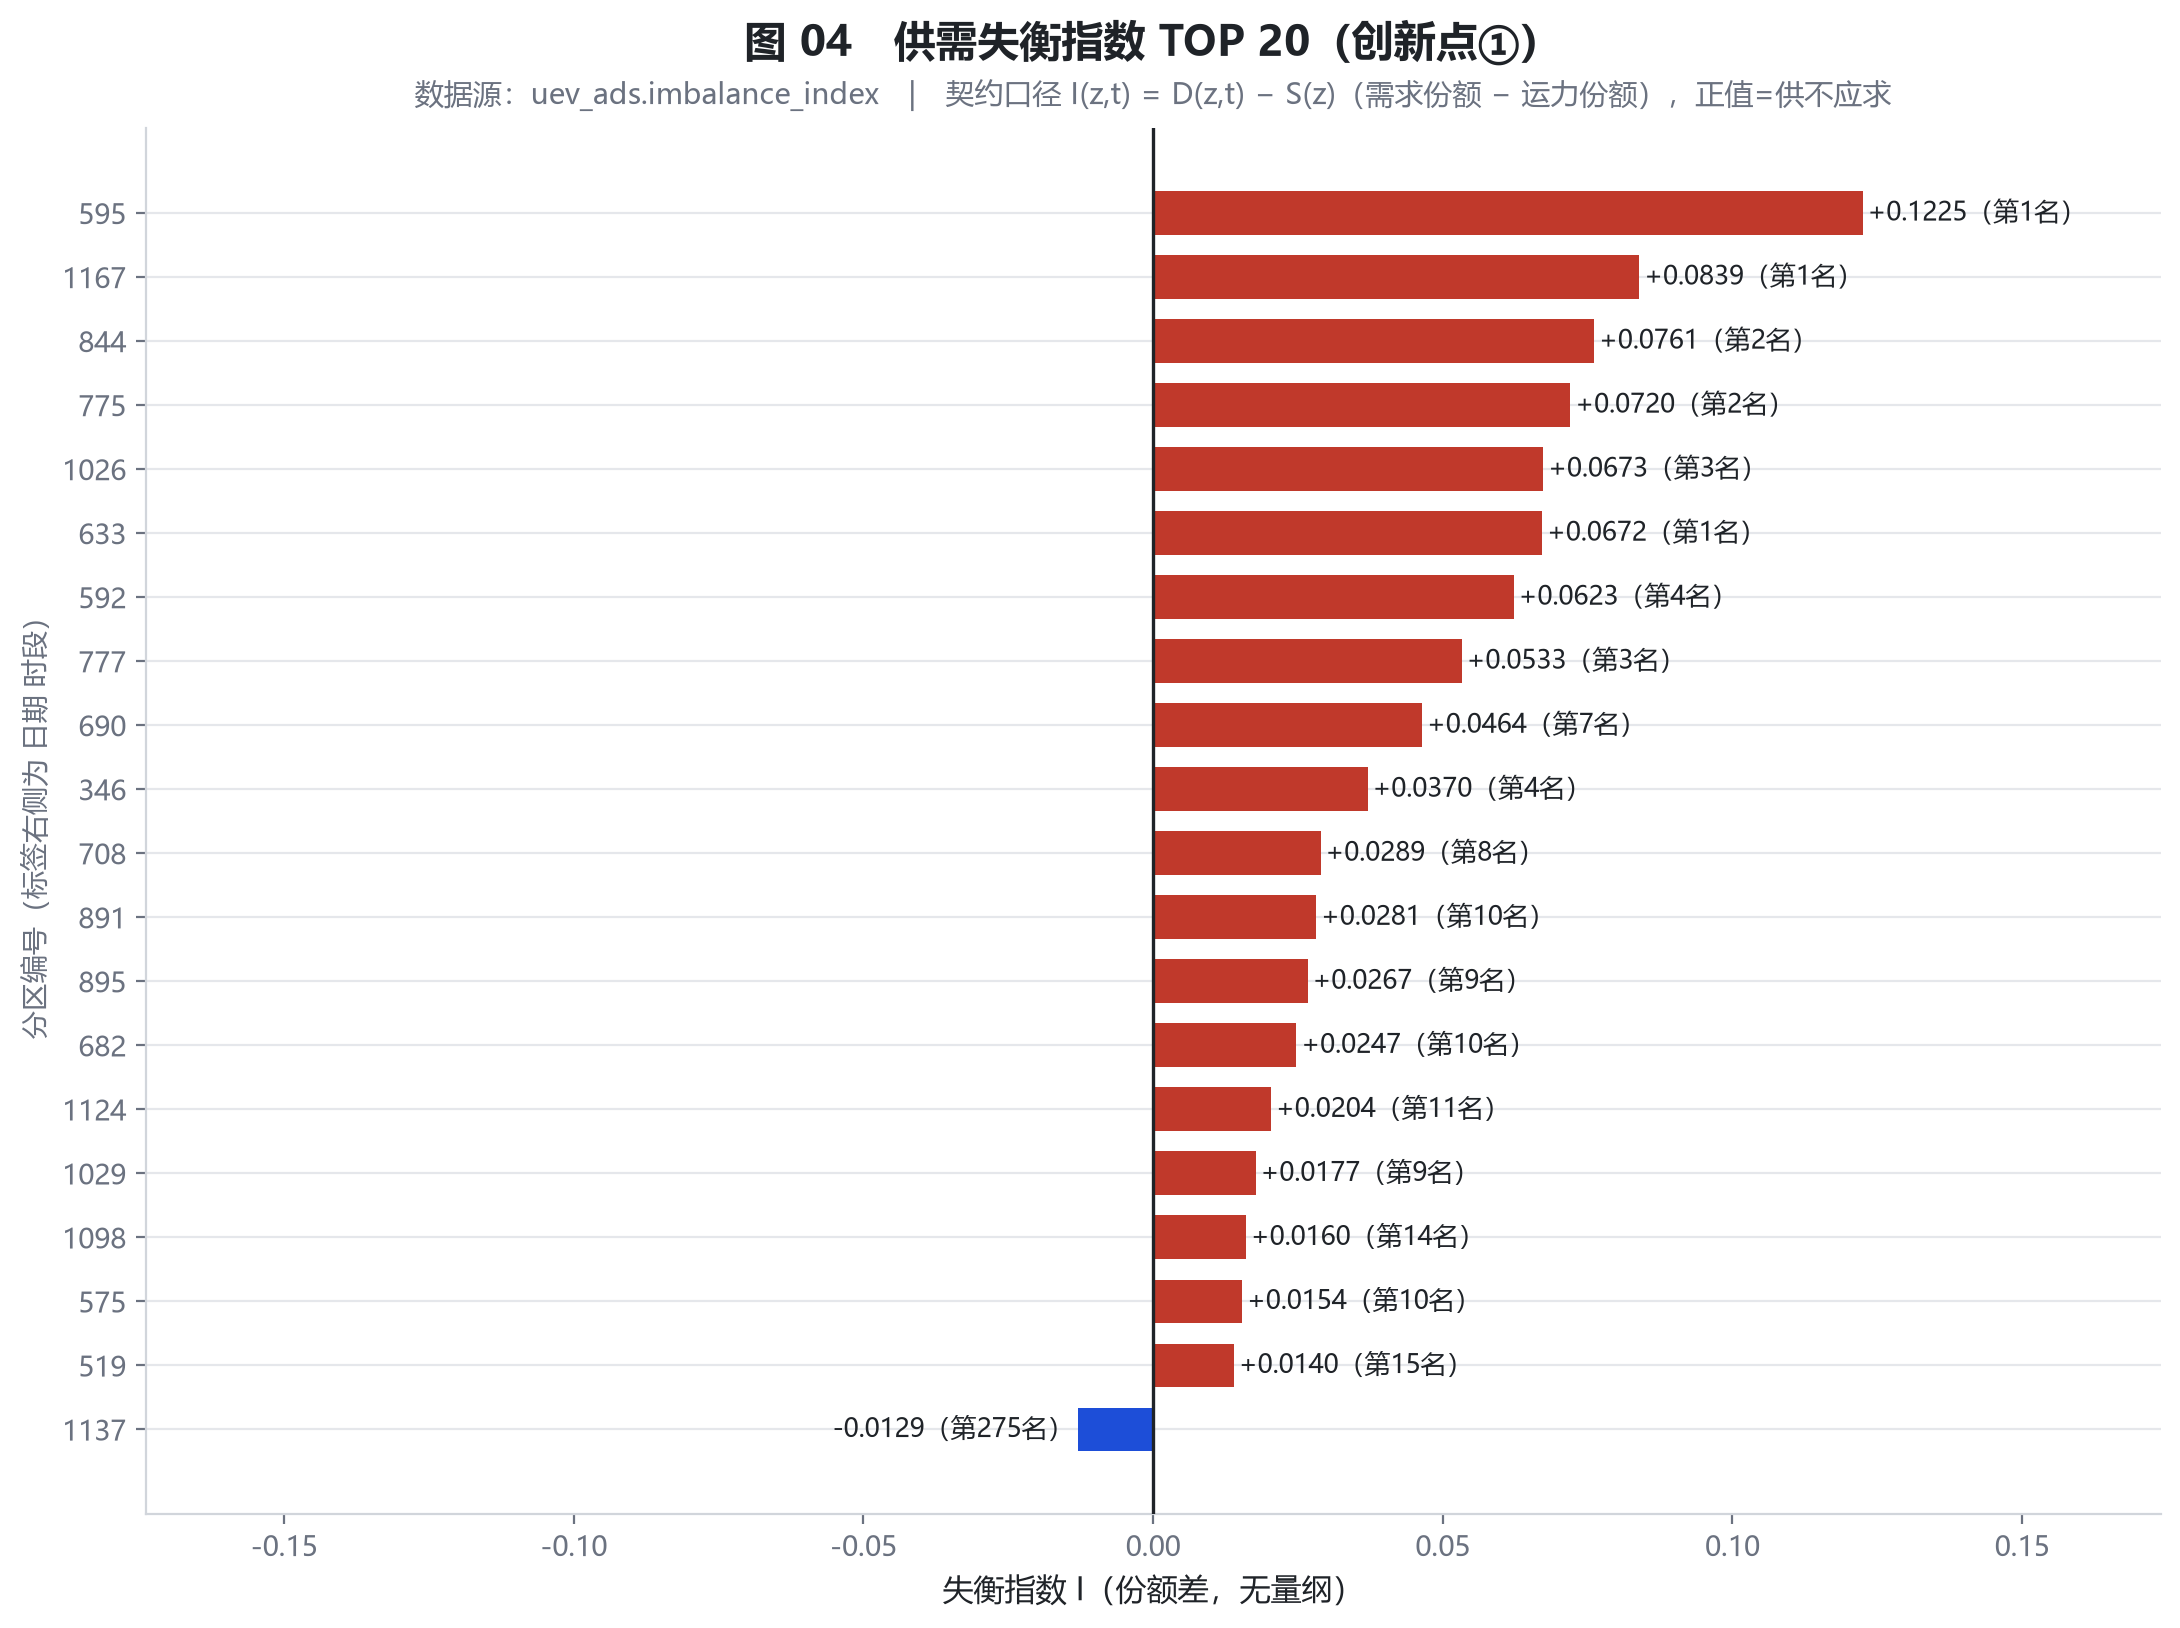 图 04　供需失衡指数 TOP 20（创新点①）
数据源：uev_ads.imbalance_index ｜ 契约口径 I(z,t) = D(z,t) − S(z)（需求份额 − 运力份额），正值=供不应求
分区编号（标签右侧为 日期 时段）
595 +0.1225（第1名）
1167 +0.0839（第1名）
844 +0.0761（第2名）
775 +0.0720（第2名）
1026 +0.0673（第3名）
633 +0.0672（第1名）
592 +0.0623（第4名）
777 +0.0533（第3名）
690 +0.0464（第7名）
346 +0.0370（第4名）
708 +0.0289（第8名）
891 +0.0281（第10名）
895 +0.0267（第9名）
682 +0.0247（第10名）
1124 +0.0204（第11名）
1029 +0.0177（第9名）
1098 +0.0160（第14名）
575 +0.0154（第10名）
519 +0.0140（第15名）
1137 -0.0129（第275名）
-0.15 -0.10 -0.05 0.00 0.05 0.10 0.15
失衡指数 I（份额差，无量纲）